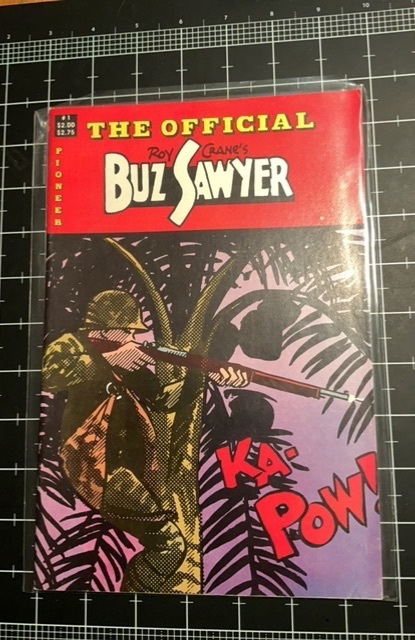 # 1
$2.00
$2.75
PIONEER
THE OFFICIAL
ROY CRANE'S
BUZ SAWYER
KA-
POW!